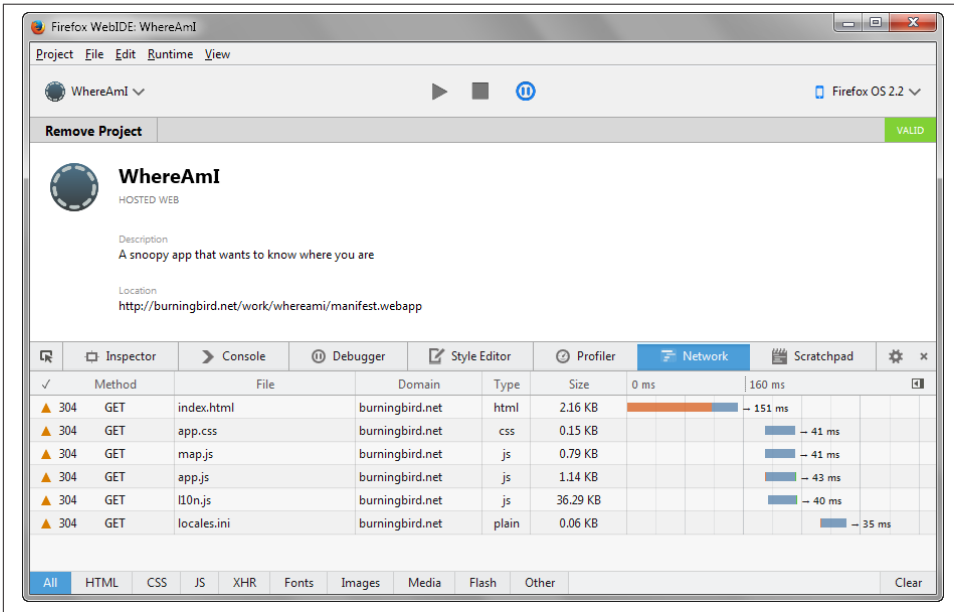 Firefox WebIDE: WhereAmI
Project File Edit Runtime View
WhereAmI
Firefox OS 2.2
Remove Project
VALID
WhereAmI
HOSTED WEB
Description
A snoopy app that wants to know where you are
Location
http://burningbird.net/work/whereami/manifest.webapp
Inspector Console Debugger Style Editor Profiler Network Scratchpad
✓ Method File Domain Type Size 0 ms 160 ms
304 GET index.html burningbird.net html 2.16 KB → 151 ms
304 GET app.css burningbird.net css 0.15 KB → 41 ms
304 GET map.js burningbird.net js 0.79 KB → 41 ms
304 GET app.js burningbird.net js 1.14 KB → 43 ms
304 GET l10n.js burningbird.net js 36.29 KB → 40 ms
304 GET locales.ini burningbird.net plain 0.06 KB → 35 ms
All HTML CSS JS XHR Fonts Images Media Flash Other Clear